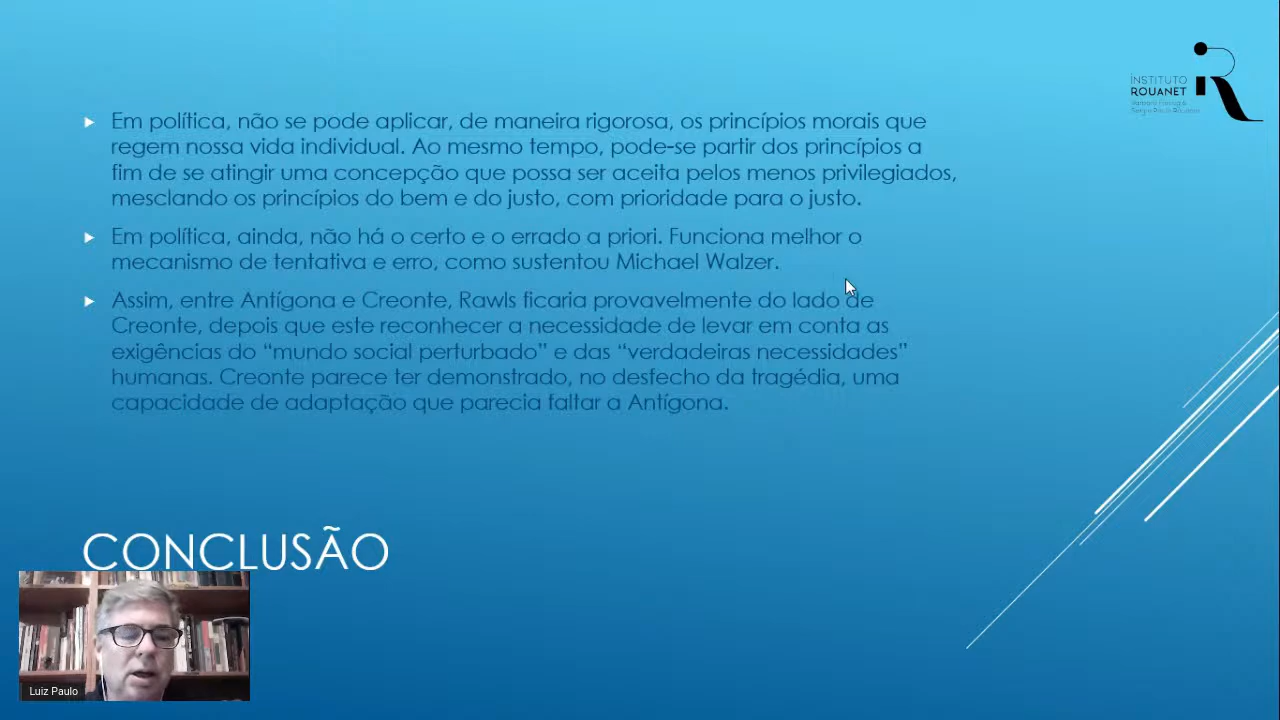 INSTITUTO
ROUANET
Em política, não se pode aplicar, de maneira rigorosa, os princípios morais que
regem nossa vida individual. Ao mesmo tempo, pode-se partir dos princípios a
fim de se atingir uma concepção que possa ser aceita pelos menos privilegiados,
mesclando os princípios do bem e do justo, com prioridade para o justo.
Em política, ainda, não há o certo e o errado a priori. Funciona melhor o
mecanismo de tentativa e erro, como sustentou Michael Walzer.
Assim, entre Antígona e Creonte, Rawls ficaria provavelmente do lado de
Creonte, depois que este reconhecer a necessidade de levar em conta as
exigências do “mundo social perturbado” e das “verdadeiras necessidades”
humanas. Creonte parece ter demonstrado, no desfecho da tragédia, uma
capacidade de adaptação que parecia faltar a Antígona.
CONCLUSÃO
Luiz Paulo